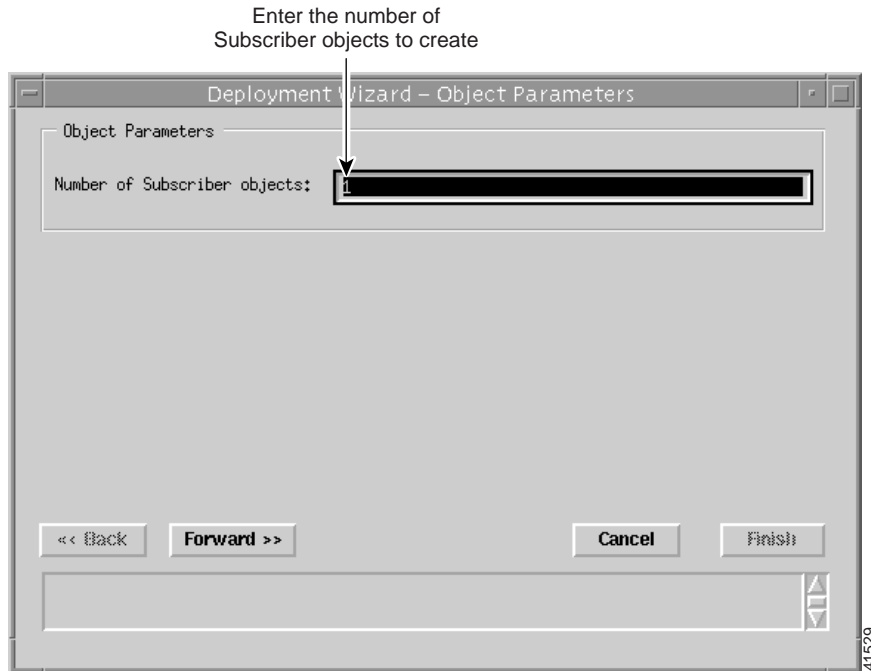 Enter the number of
Subscriber objects to create
Deployment Wizard – Object Parameters
Object Parameters
Number of Subscriber objects: 1
<< Back Forward >> Cancel Finish
41529